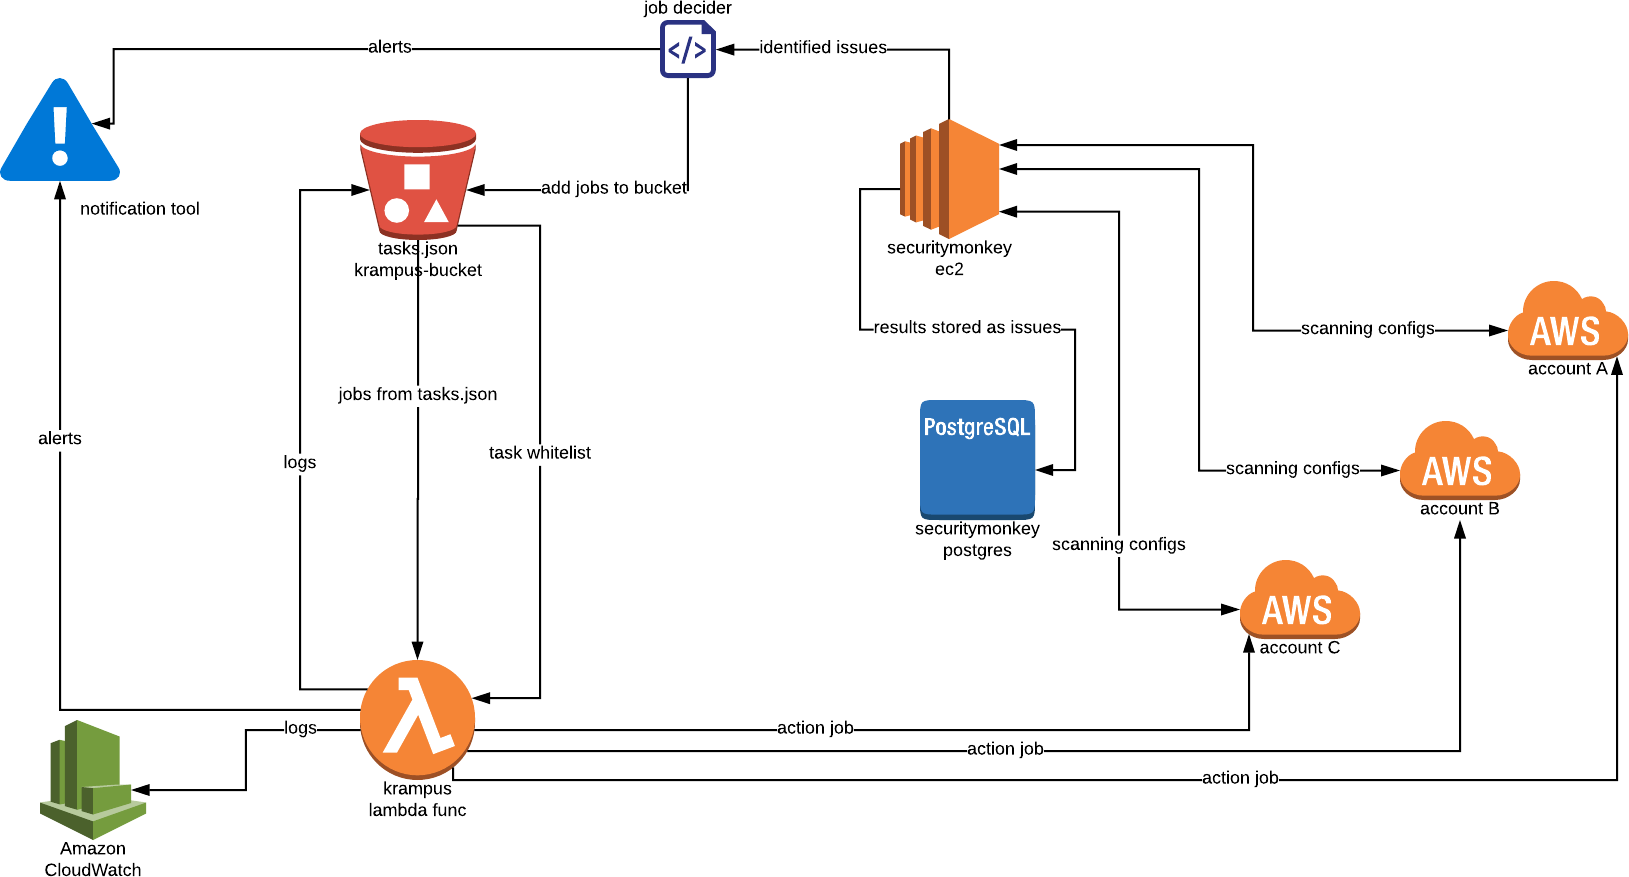 job decider
alerts
identified issues
</>
notification tool
add jobs to bucket
tasks.json
krampus-bucket
securitymonkey
ec2
results stored as issues
scanning configs
AWS
account A
jobs from tasks.json
PostgreSQL
alerts
logs
task whitelist
scanning configs
AWS
account B
securitymonkey
postgres
scanning configs
AWS
account C
logs
action job
action job
action job
krampus
lambda func
Amazon
CloudWatch